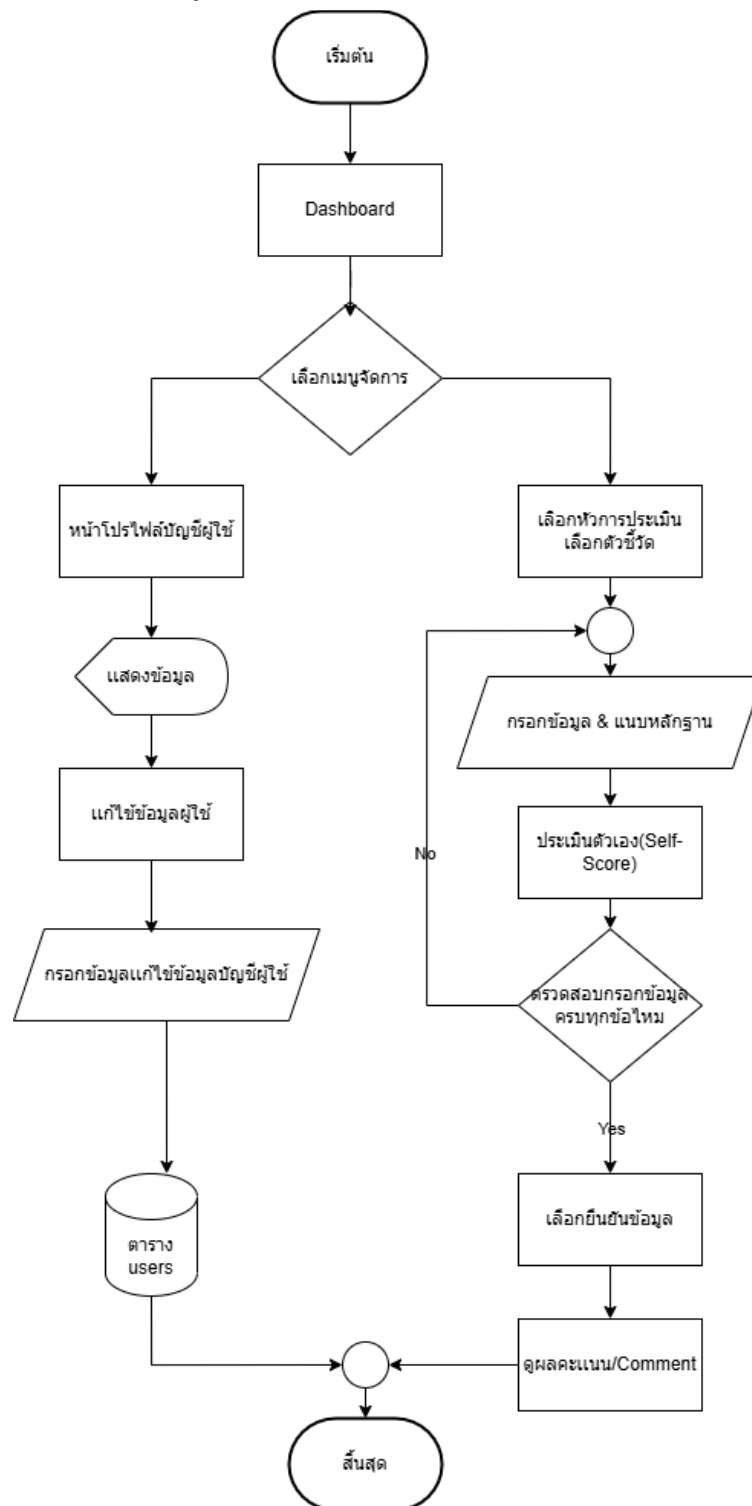 เริ่มต้น
Dashboard
เลือกเมนูจัดการ
หน้าโปรไฟล์บัญชีผู้ใช้
แสดงข้อมูล
แก้ไข้ข้อมูลผู้ใช้
กรอกข้อมูลแก้ไข้ข้อมูลบัญชีผู้ใช้
ตาราง
users
เลือกหัวการประเมิน
เลือกตัวชี้วัด
กรอกข้อมูล & แนบหลักฐาน
ประเมินตัวเอง(Self-
Score)
No
ตรวดสอบกรอกข้อมูล
ครบทุกข้อไหม
Yes
เลือกยืนยันข้อมูล
ดูผลคะแนน/Comment
สิ้นสุด